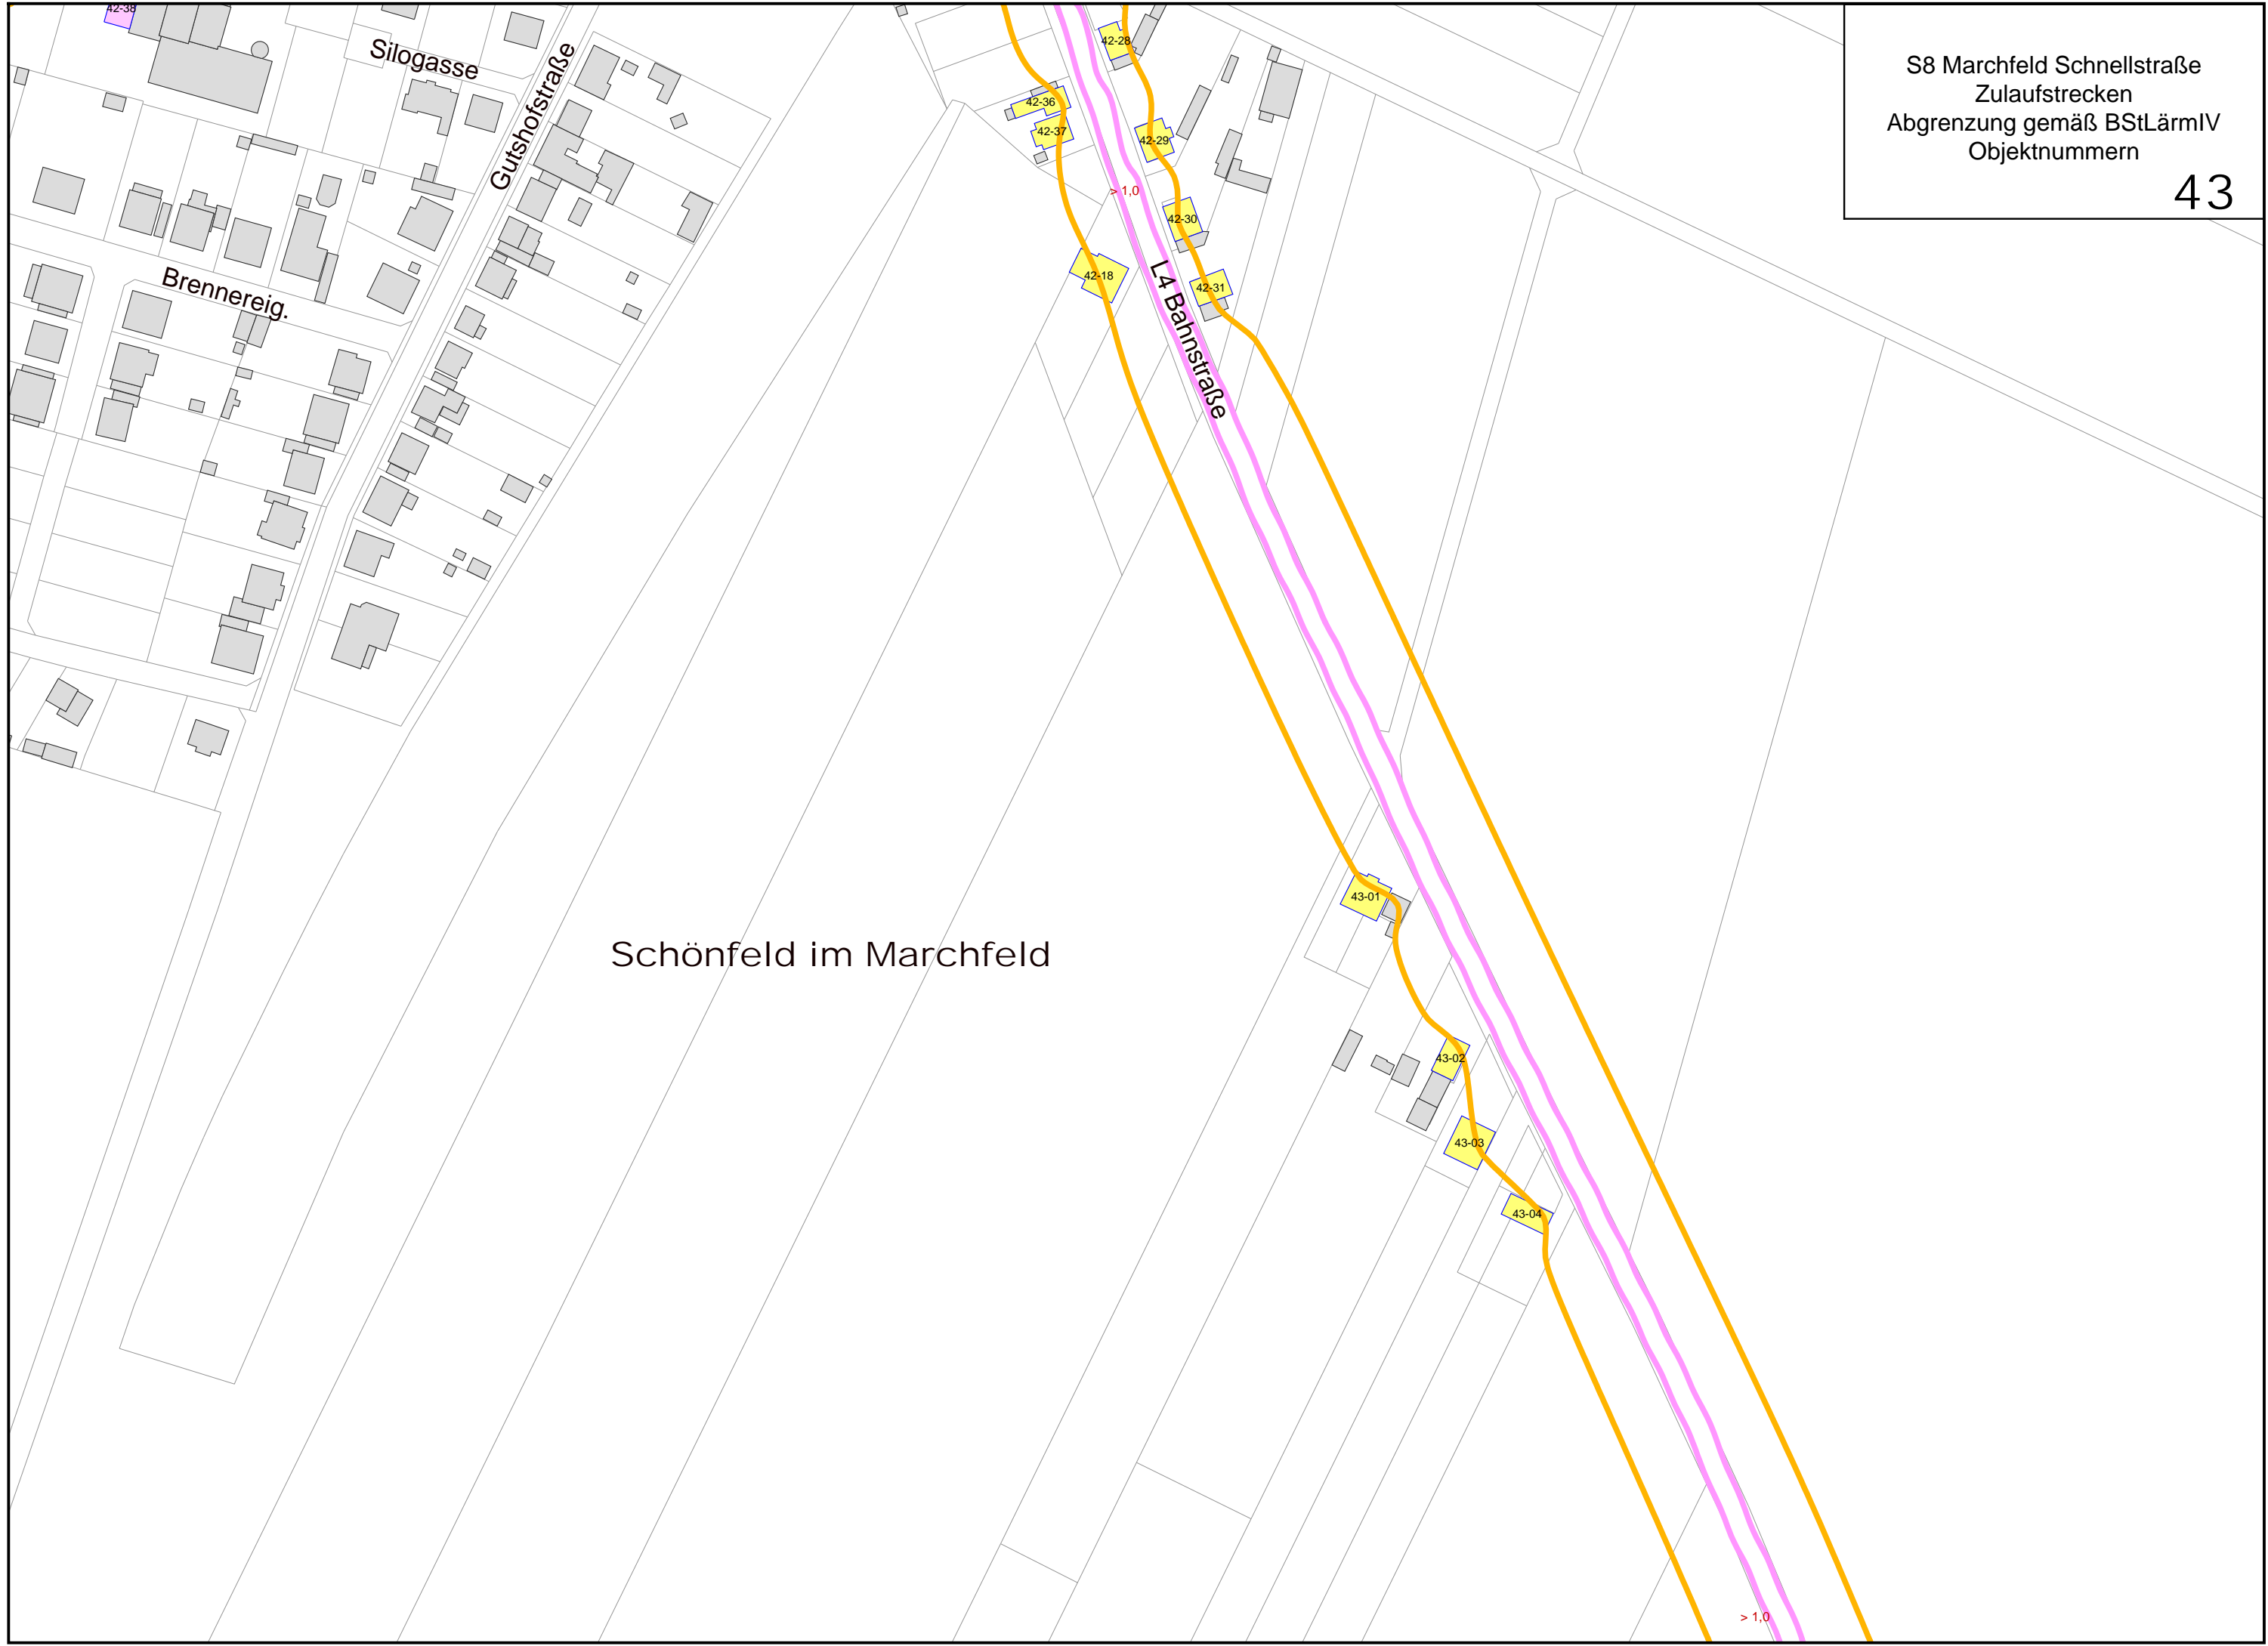 42-38
Silogasse
Gutshofstraße
Brennereig.
42-28
42-36
42-37
42-29
> 1,0
42-30
42-18
42-31
L4 Bahnstraße
S8 Marchfeld Schnellstraße
Zulaufstrecken
Abgrenzung gemäß BStLärmIV
Objektnummern
43
43-01
Schönfeld im Marchfeld
43-02
43-03
43-04
> 1,0